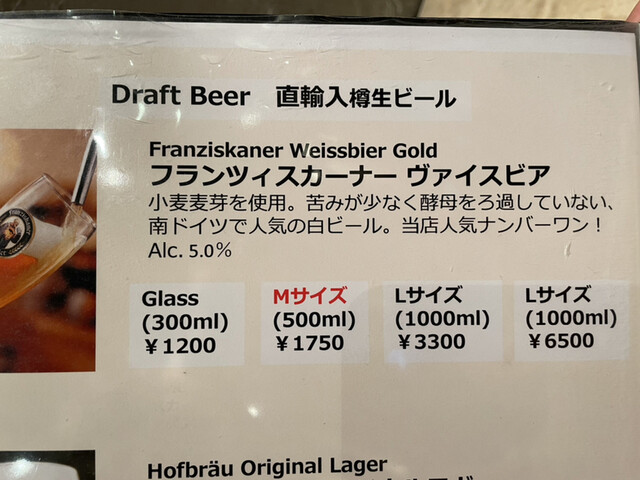 Draft Beer 直輸入樽生ビール
Franziskaner Weissbier Gold
フランツィスカーナー ヴァイスビア
小麦麦芽を使用。苦みが少なく酵母をろ過していない、
南ドイツで人気の白ビール。当店人気ナンバーワン！
Alc. 5.0%
Glass
(300ml)
￥1200
Mサイズ
(500ml)
￥1750
Lサイズ
(1000ml)
￥3300
Lサイズ
(1000ml)
￥6500
Hofbräu Original Lager